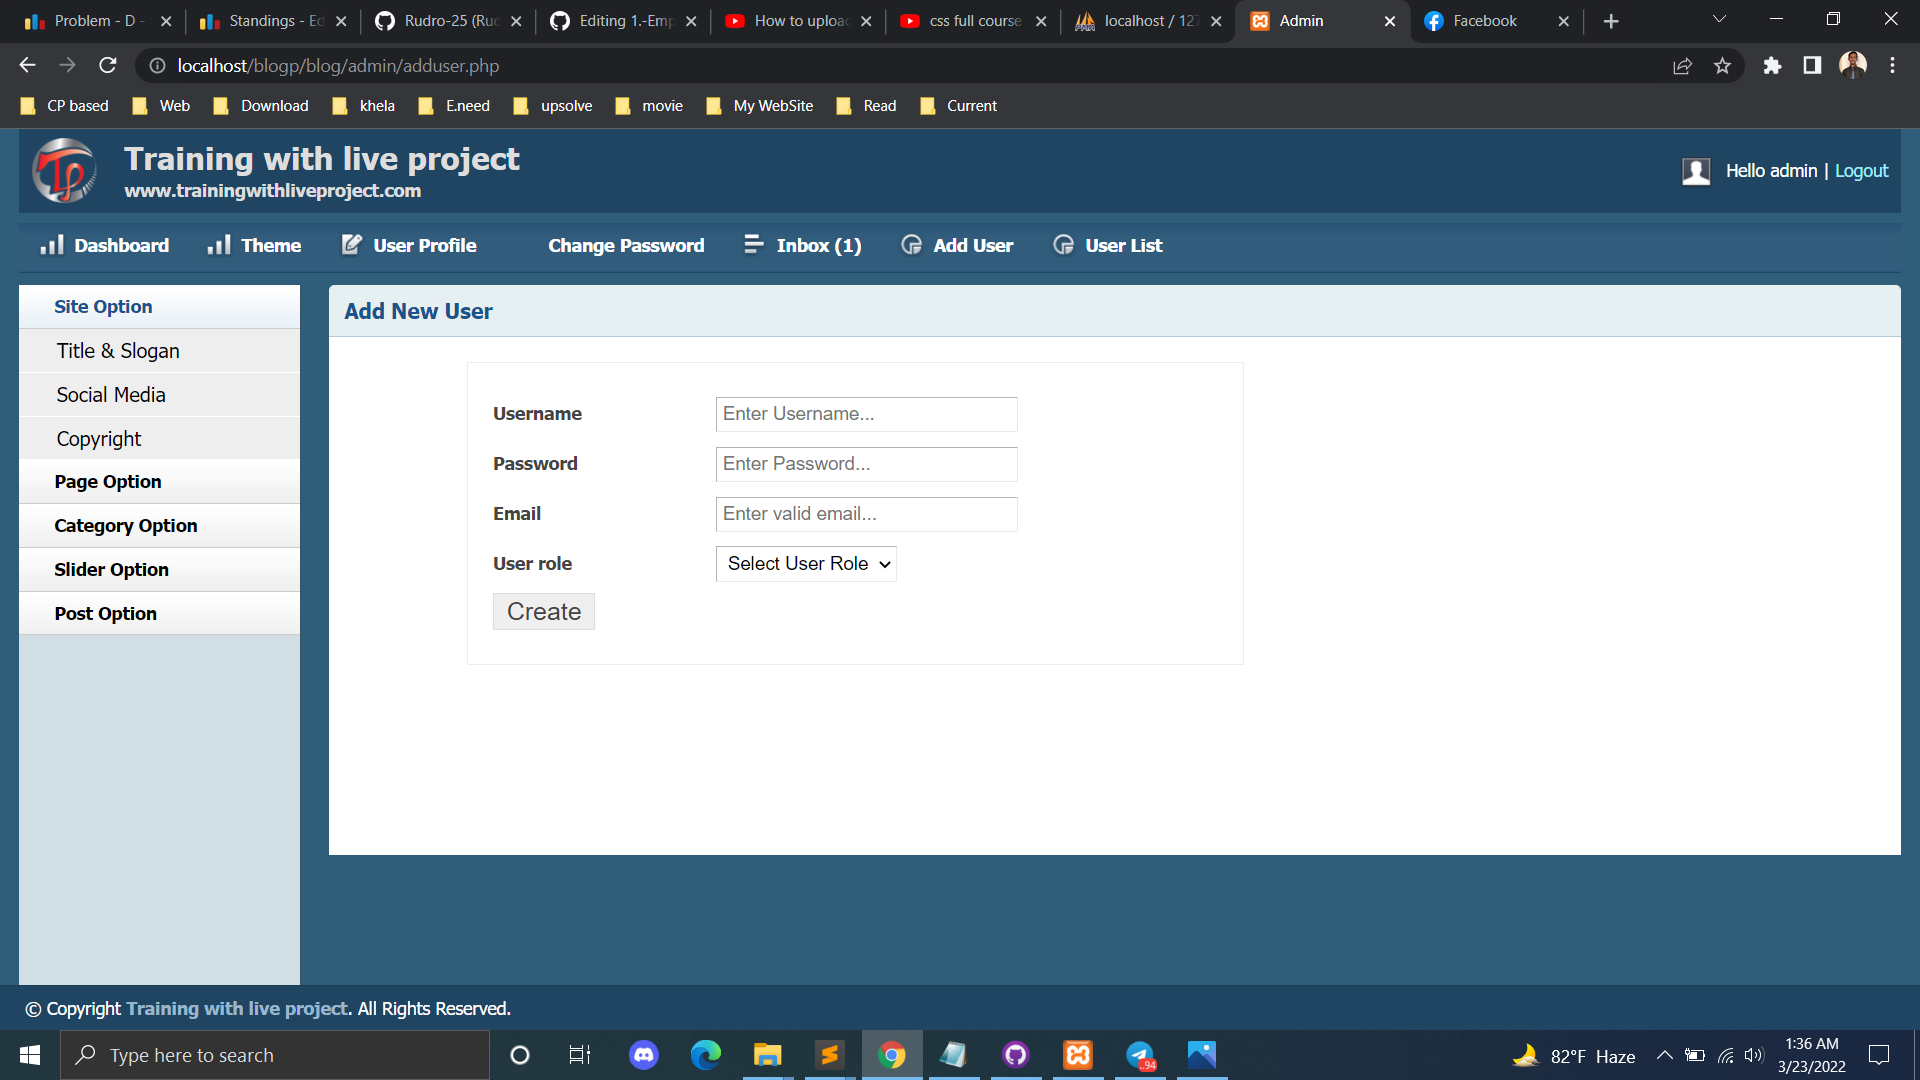 Problem - D -
Standings - Ed
Rudro-25 (Rud
Editing 1.-Emp
How to uploa
css full course
localhost / 127
Admin
Facebook
localhost/blogp/blog/admin/adduser.php
CP based
Web
Download
khela
E.need
upsolve
movie
My WebSite
Read
Current
Training with live project
www.trainingwithliveproject.com
Hello admin | Logout
Dashboard
Theme
User Profile
Change Password
Inbox (1)
Add User
User List
Site Option
Title & Slogan
Social Media
Copyright
Page Option
Category Option
Slider Option
Post Option
Add New User
Username
Enter Username...
Password
Enter Password...
Email
Enter valid email...
User role
Select User Role
Create
© Copyright Training with live project. All Rights Reserved.
Type here to search
..94
82°F Haze
1:36 AM
3/23/2022